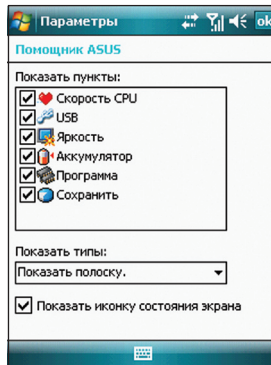 Параметры
ok
Помощник ASUS
Показать пункты:
Скорость CPU
USB
Яркость
Аккумулятор
Программа
Сохранить
Показать типы:
Показать полоску.
Показать иконку состояния экрана